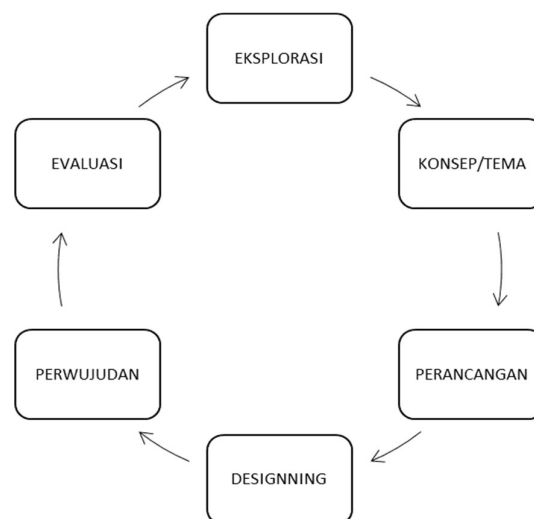 EKSPLORASI
KONSEP/TEMA
PERANCANGAN
DESIGNNING
PERWUJUDAN
EVALUASI